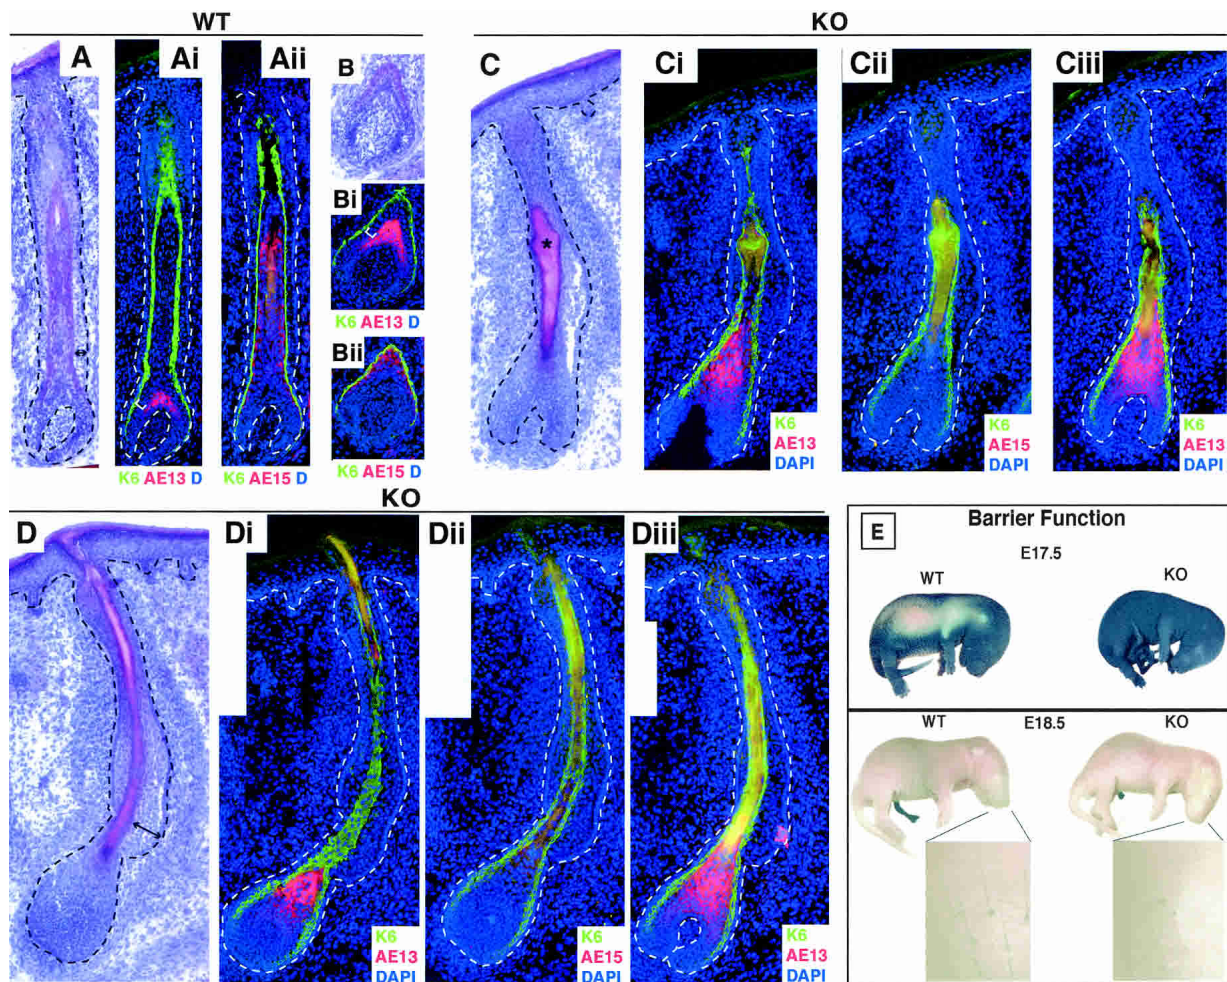 WT
KO
A
Ai
Aii
B
C
Ci
Cii
Ciii
Bi
K6 AE13 D
Bii
K6 AE13 D
K6 AE15 D
K6 AE15 D
*
K6
AE13
DAPI
K6
AE15
DAPI
K6
AE13
DAPI
KO
D
Di
Dii
Diii
K6
AE13
DAPI
K6
AE15
DAPI
K6
AE13
DAPI
E
Barrier Function
E17.5
WT
KO
WT
E18.5
KO